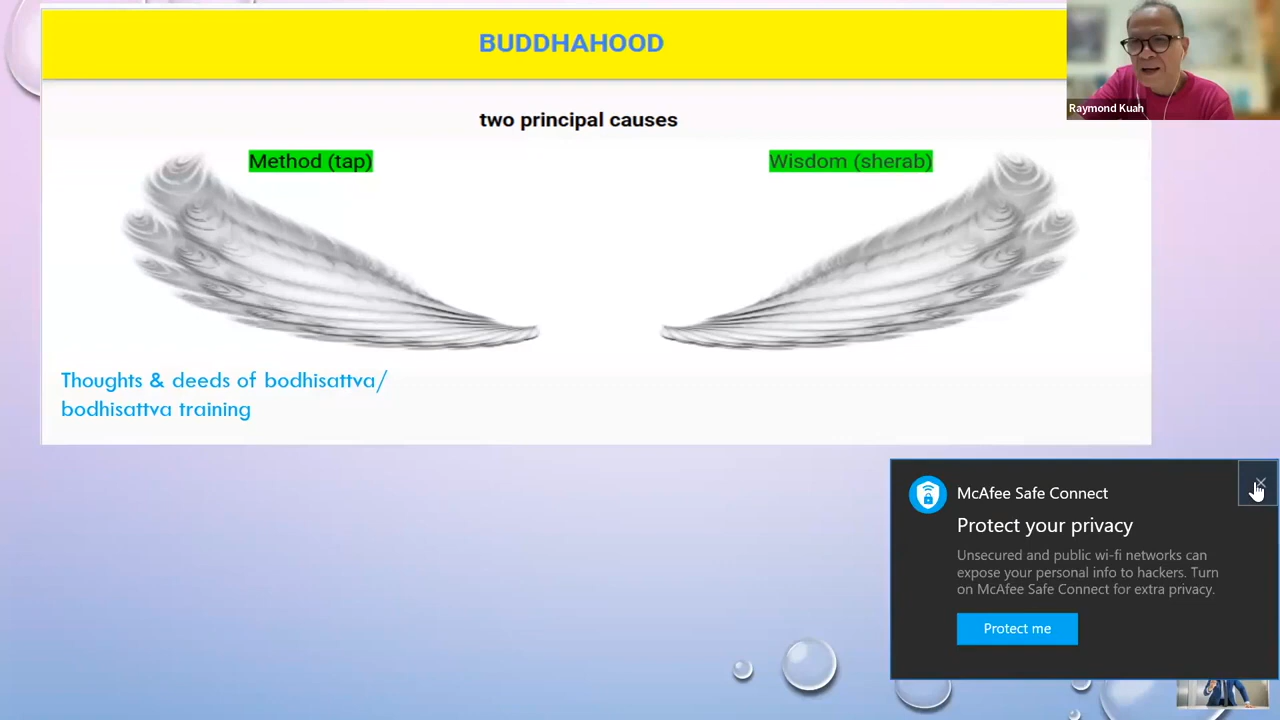 BUDDHAHOOD
Raymond Kuah
two principal causes
Method (tap)
Wisdom (sherab)
Thoughts & deeds of bodhisattva/
bodhisattva training
McAfee Safe Connect
Protect your privacy
Unsecured and public wi-fi networks can
expose your personal info to hackers. Turn
on McAfee Safe Connect for extra privacy.
Protect me